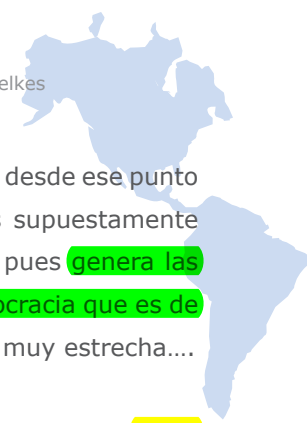 elkes
desde ese punto
supuestamente
pues genera las
ocracia que es de
muy estrecha....